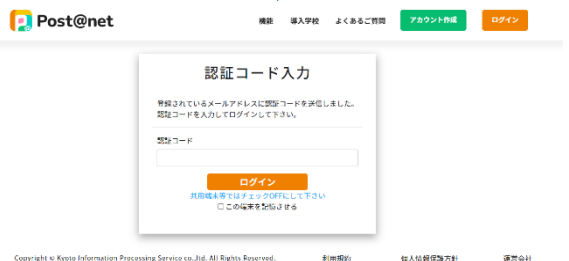 Post@net
機能 導入学校 よくあるご質問 アカウント作成 ログイン
認証コード入力
登録されているメールアドレスに認証コードを送信しました。
認証コードを入力してログインして下さい。
認証コード
ログイン
共用端末等ではチェックOFFにして下さい
この端末を記憶させる
Copyright © Kyoto Information Processing Service co.,ltd. All Rights Reserved. 利用規約 個人情報保護方針 運営会社